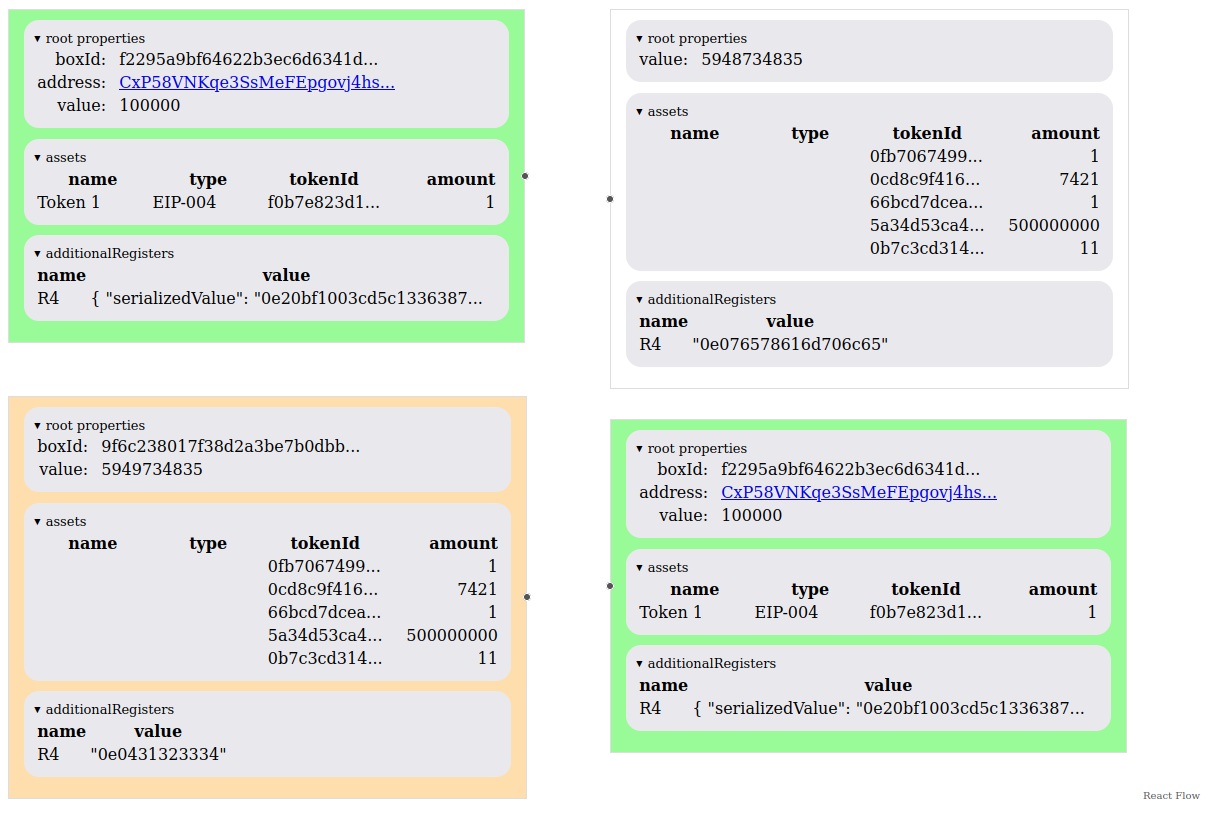 ▾ root properties
boxId: f2295a9bf64622b3ec6d6341d...
address: CxP58VNKqe3SsMeFEpgovj4hs...
value: 100000
▾ assets
name type tokenId amount
Token 1 EIP-004 f0b7e823d1... 1
▾ additionalRegisters
name value
R4 { "serializedValue": "0e20bf1003cd5c1336387...
▾ root properties
value: 5948734835
▾ assets
name type tokenId amount
0fb7067499... 1
0cd8c9f416... 7421
66bcd7dcea... 1
5a34d53ca4... 500000000
0b7c3cd314... 11
▾ additionalRegisters
name value
R4 "0e076578616d706c65"
▾ root properties
boxId: 9f6c238017f38d2a3be7b0dbb...
value: 5949734835
▾ assets
name type tokenId amount
0fb7067499... 1
0cd8c9f416... 7421
66bcd7dcea... 1
5a34d53ca4... 500000000
0b7c3cd314... 11
▾ additionalRegisters
name value
R4 "0e0431323334"
▾ root properties
boxId: f2295a9bf64622b3ec6d6341d...
address: CxP58VNKqe3SsMeFEpgovj4hs...
value: 100000
▾ assets
name type tokenId amount
Token 1 EIP-004 f0b7e823d1... 1
▾ additionalRegisters
name value
R4 { "serializedValue": "0e20bf1003cd5c1336387...
React Flow